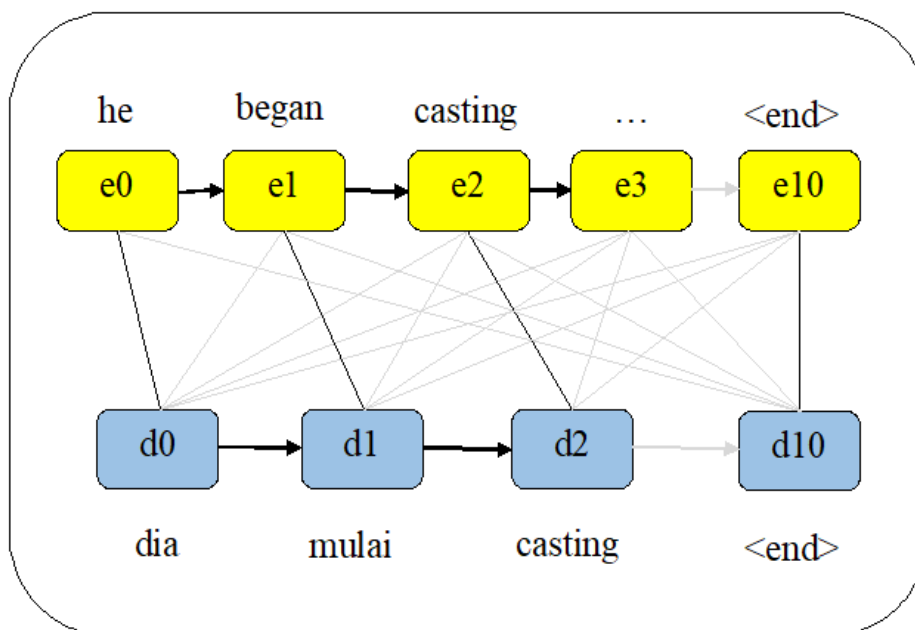 he began casting … <end>
e0 e1 e2 e3 e10
d0 d1 d2 d10
dia mulai casting <end>